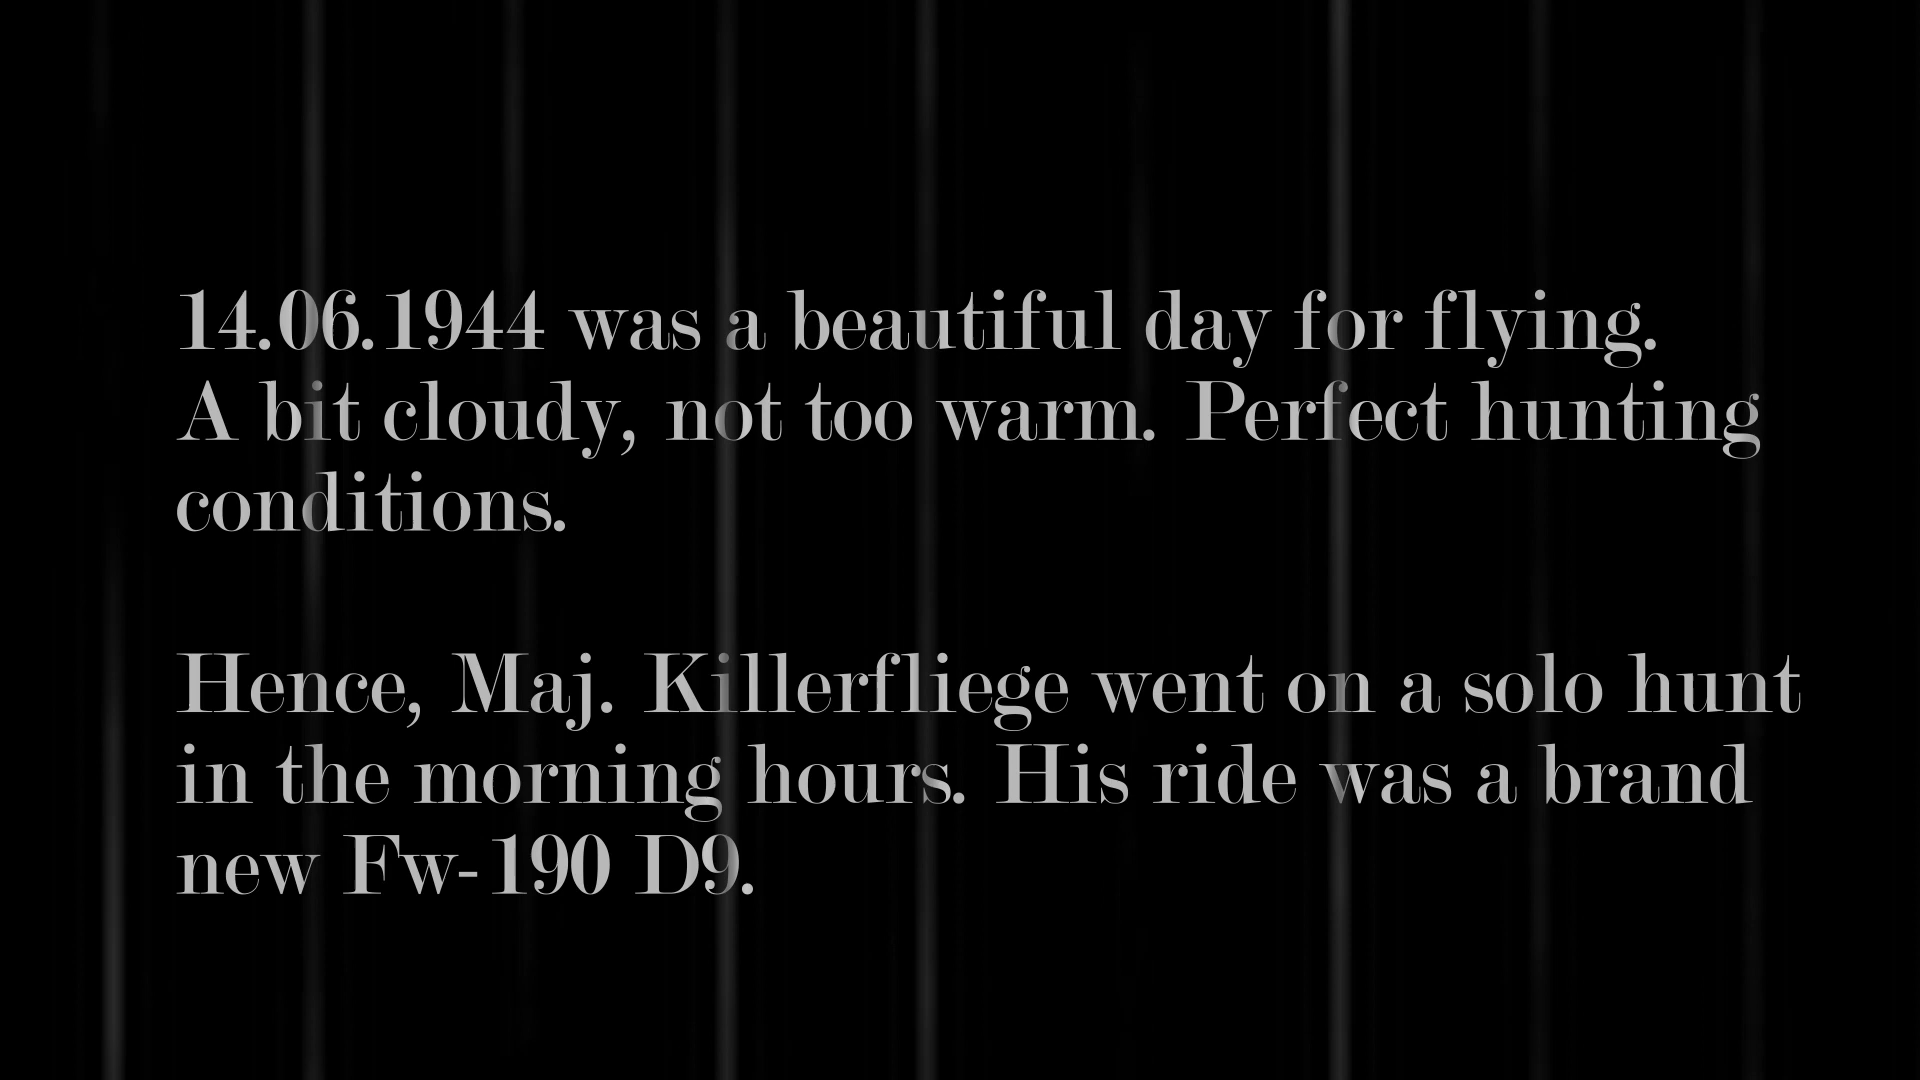 14.06.1944 was a beautiful day for flying.
A bit cloudy, not too warm. Perfect hunting
conditions.
Hence, Maj. Killerfliege went on a solo hunt
in the morning hours. His ride was a brand
new Fw-190 D9.